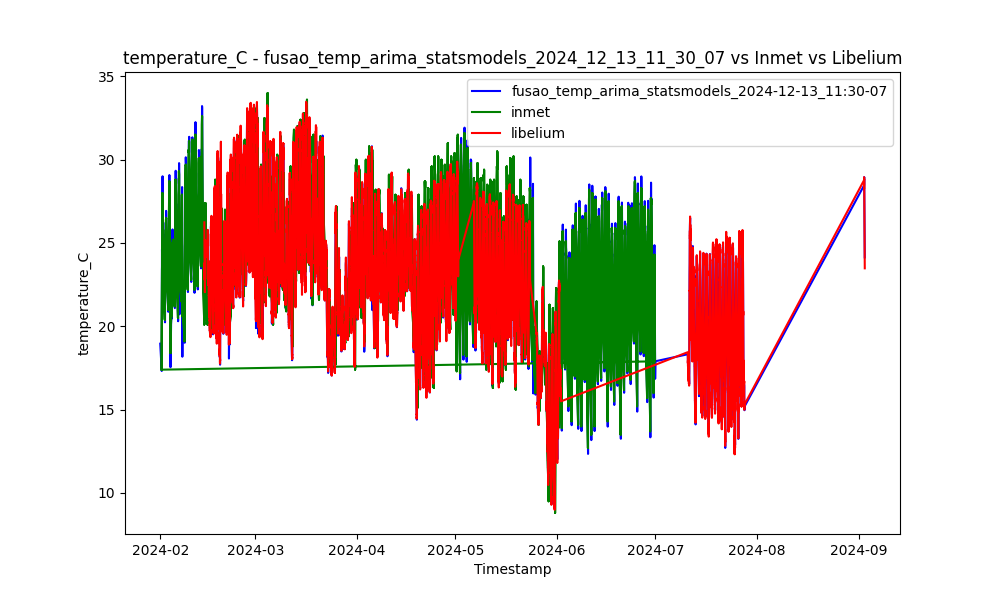 temperature_C - fusao_temp_arima_statsmodels_2024_12_13_11_30_07 vs Inmet vs Libelium
fusao_temp_arima_statsmodels_2024-12-13_11:30-07
inmet
libelium
temperature_C
35
30
25
20
15
10
2024-02 2024-03 2024-04 2024-05 2024-06 2024-07 2024-08 2024-09
Timestamp